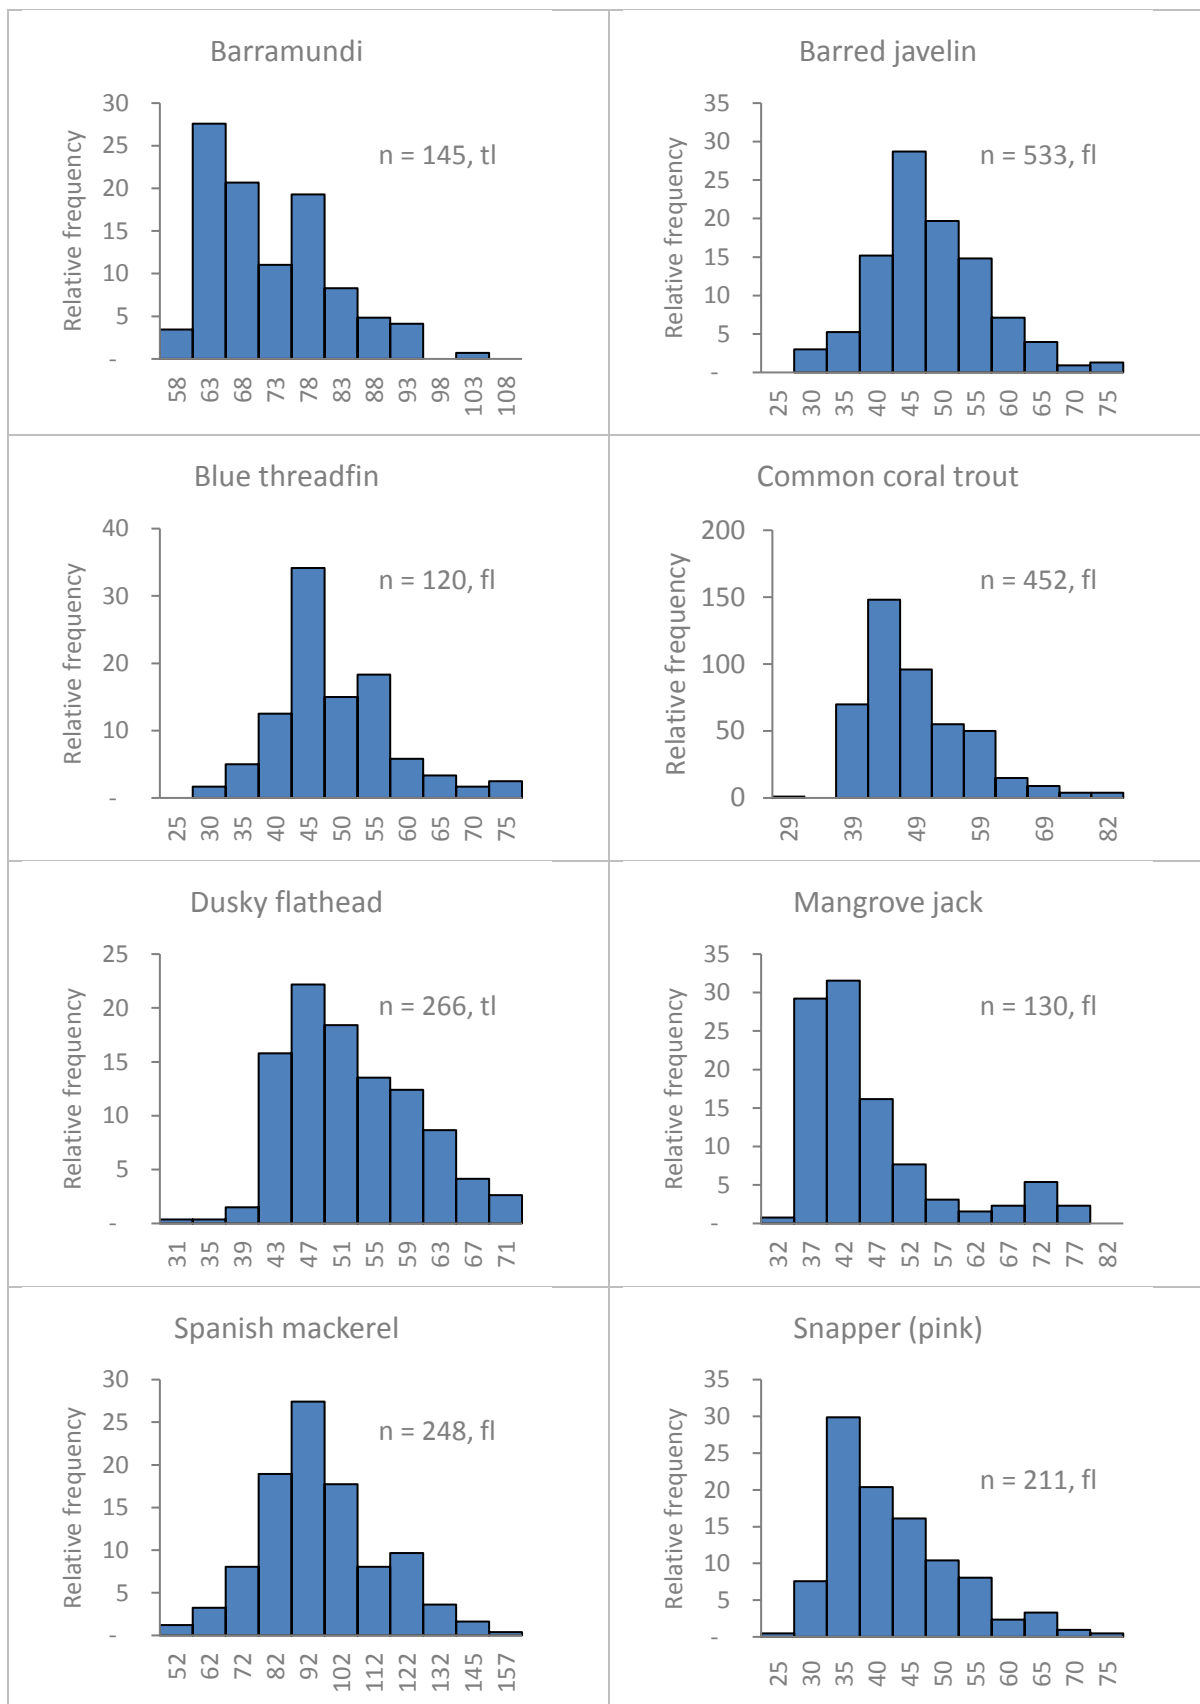 Barramundi
Relative frequency
30
25
20
15
10
5
-
n = 145, tl
58 63 68 73 78 83 88 93 98 103 108
Barred javelin
Relative frequency
35
30
25
20
15
10
5
-
n = 533, fl
25 30 35 40 45 50 55 60 65 70 75
Blue threadfin
Relative frequency
40
30
20
10
-
n = 120, fl
25 30 35 40 45 50 55 60 65 70 75
Common coral trout
Relative frequency
200
150
100
50
0
n = 452, fl
29 39 49 59 69 82
Dusky flathead
Relative frequency
25
20
15
10
5
-
n = 266, tl
31 35 39 43 47 51 55 59 63 67 71
Mangrove jack
Relative frequency
35
30
25
20
15
10
5
-
n = 130, fl
32 37 42 47 52 57 62 67 72 77 82
Spanish mackerel
Relative frequency
30
25
20
15
10
5
-
n = 248, fl
52 62 72 82 92 102 112 122 132 145 157
Snapper (pink)
Relative frequency
35
30
25
20
15
10
5
-
n = 211, fl
25 30 35 40 45 50 55 60 65 70 75